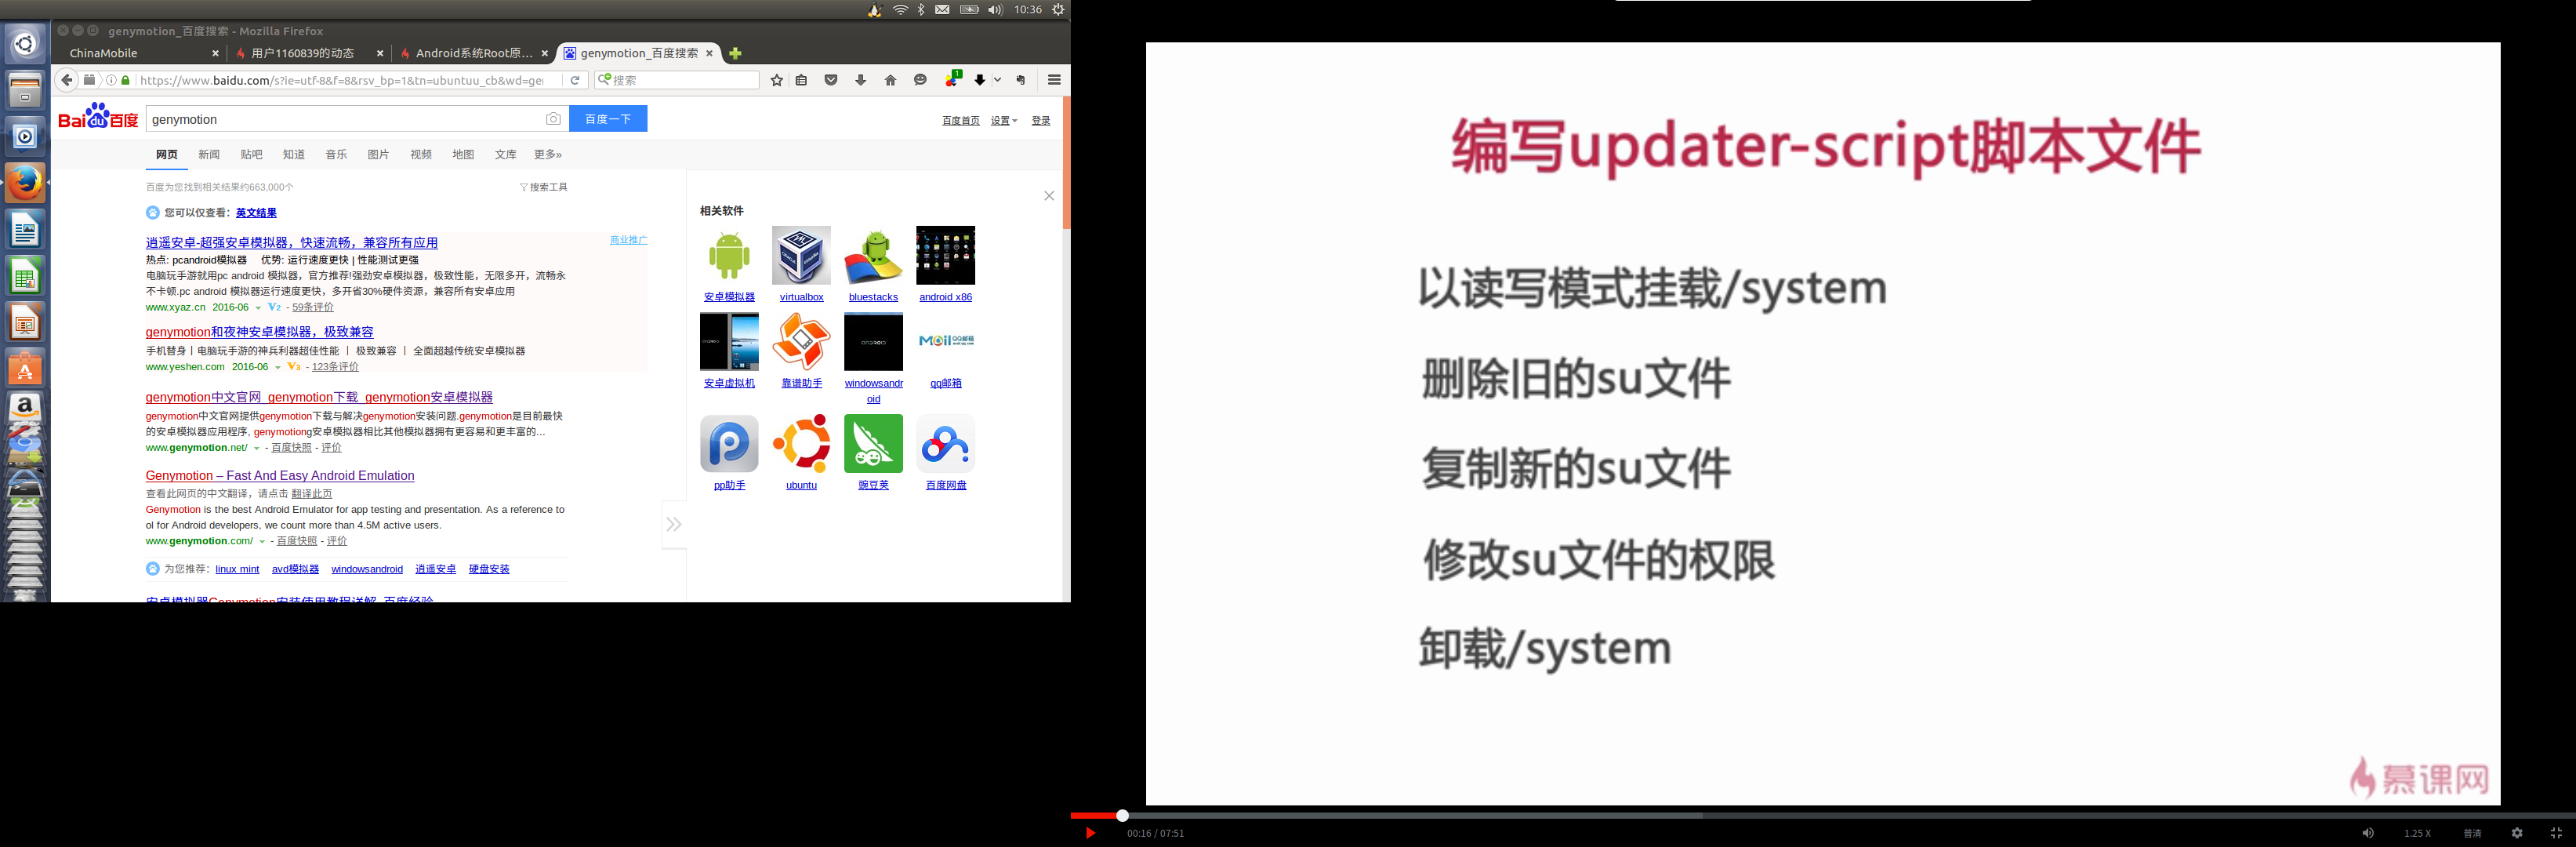 10:36
genymotion_百度搜索 - Mozilla Firefox
ChinaMobile
用户1160839的动态
Android系统Root原...
genymotion_百度搜索
https://www.baidu.com/s?ie=utf-8&f=8&rsv_bp=1&tn=ubuntuu_cb&wd=ger
搜索
1
Bai du 百度
genymotion
百度一下
百度首页 设置 登录
网页 新闻 贴吧 知道 音乐 图片 视频 地图 文库 更多»
百度为您找到相关结果约663,000个
搜索工具
您可以仅查看：英文结果
逍遥安卓-超强安卓模拟器，快速流畅，兼容所有应用
商业推广
热点: pcandroid模拟器 优势: 运行速度更快 | 性能测试更强
电脑玩手游就用pc android 模拟器，官方推荐!强劲安卓模拟器，极致性能，无限多开，流畅永
不卡顿.pc android 模拟器运行速度更快，多开省30%硬件资源，兼容所有安卓应用
www.xyaz.cn 2016-06 V2 - 59条评价
genymotion和夜神安卓模拟器，极致兼容
手机替身丨电脑玩手游的神兵利器超佳性能 丨 极致兼容 丨 全面超越传统安卓模拟器
www.yeshen.com 2016-06 V3 - 123条评价
genymotion中文官网_genymotion下载_genymotion安卓模拟器
genymotion中文官网提供genymotion下载与解决genymotion安装问题.genymotion是目前最快
的安卓模拟器应用程序, genymotiong安卓模拟器相比其他模拟器拥有更容易和更丰富的...
www.genymotion.net/ - 百度快照 - 评价
Genymotion – Fast And Easy Android Emulation
查看此网页的中文翻译，请点击 翻译此页
Genymotion is the best Android Emulator for app testing and presentation. As a reference to
ol for Android developers, we count more than 4.5M active users.
www.genymotion.com/ - 百度快照 - 评价
为您推荐：linux mint avd模拟器 windowsandroid 逍遥安卓 硬盘安装
安卓模拟器Genymotion安装使用教程详解_百度经验
相关软件
安卓模拟器 virtualbox bluestacks android x86
MOil QQ邮箱
安卓虚拟机 靠谱助手 windowsandr
oid qq邮箱
pp助手 ubuntu 豌豆荚 百度网盘
编写updater-script脚本文件
以读写模式挂载/system
删除旧的su文件
复制新的su文件
修改su文件的权限
卸载/system
慕课网
00:16 / 07:51
1.25 X
普清